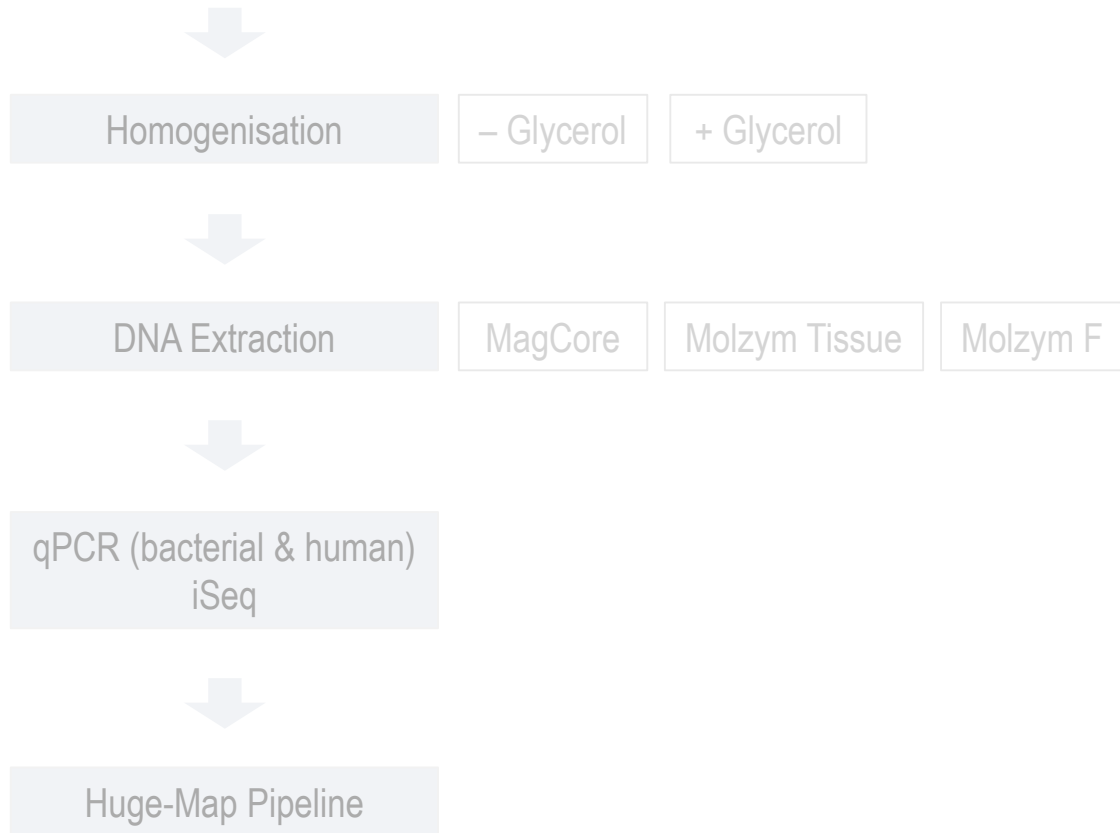 Homogenisation
– Glycerol
+ Glycerol
DNA Extraction
MagCore
Molzym Tissue
Molzym F
qPCR (bacterial & human)
iSeq
Huge-Map Pipeline